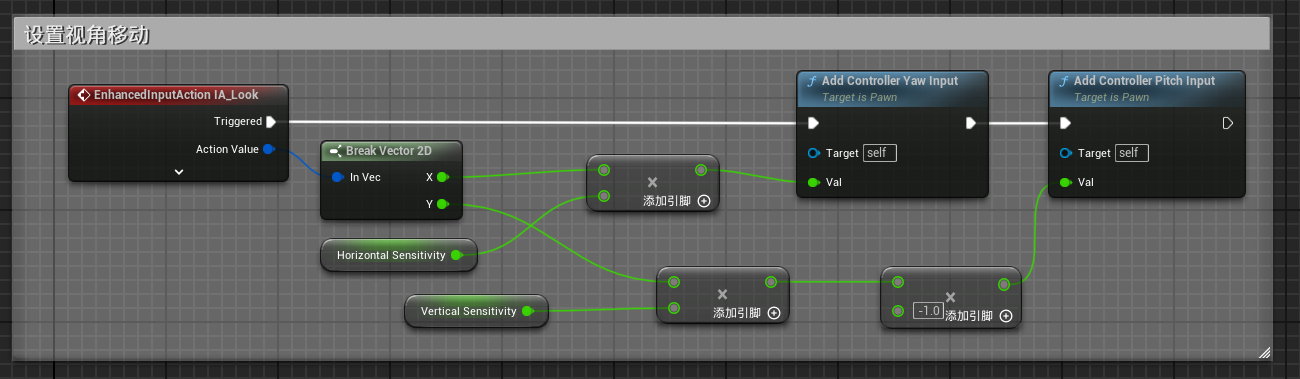 设置视角移动
EnhancedInputAction IA_Look
Triggered
Action Value
Break Vector 2D
In Vec
X
Y
Horizontal Sensitivity
Vertical Sensitivity
×
添加引脚
×
添加引脚
×
-1.0
添加引脚
Add Controller Yaw Input
Target is Pawn
Target
self
Val
Add Controller Pitch Input
Target is Pawn
Target
self
Val